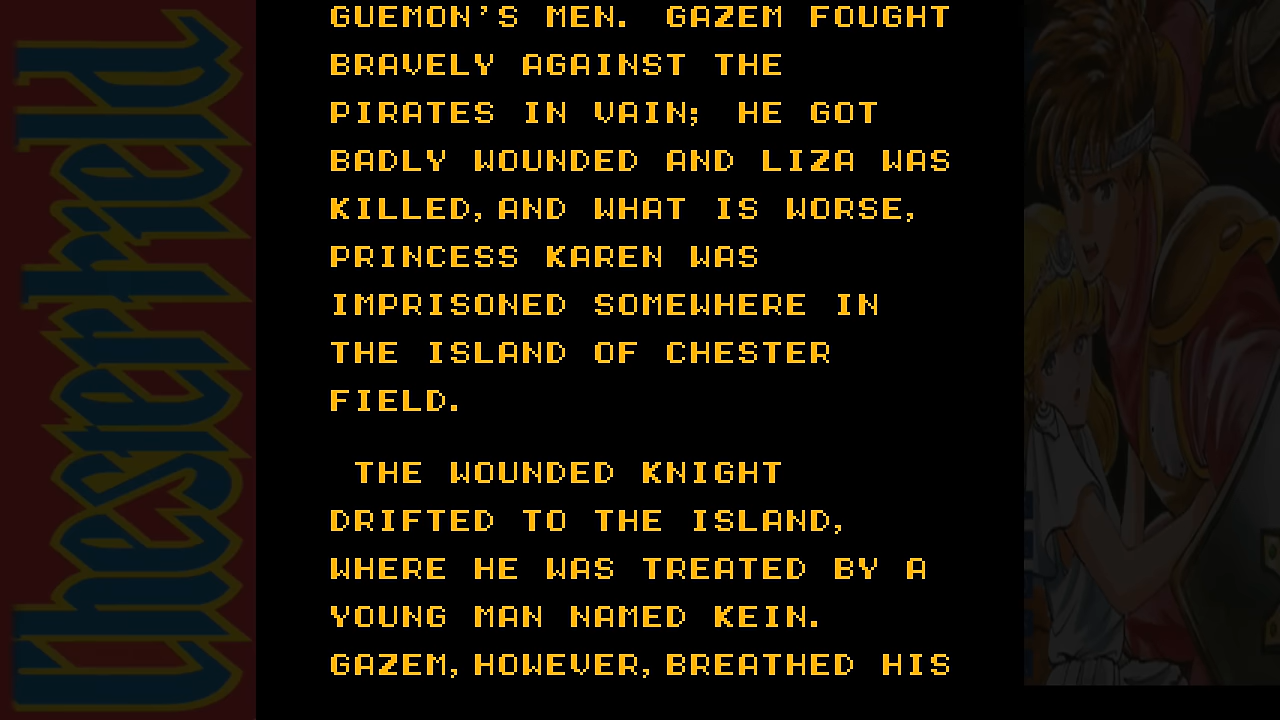 GUEMON'S MEN. GAZEM FOUGHT
BRAVELY AGAINST THE
PIRATES IN VAIN; HE GOT
BADLY WOUNDED AND LIZA WAS
KILLED, AND WHAT IS WORSE,
PRINCESS KAREN WAS
IMPRISONED SOMEWHERE IN
THE ISLAND OF CHESTER
FIELD.
THE WOUNDED KNIGHT
DRIFTED TO THE ISLAND,
WHERE HE WAS TREATED BY A
YOUNG MAN NAMED KEIN.
GAZEM, HOWEVER, BREATHED HIS
Chesterfield